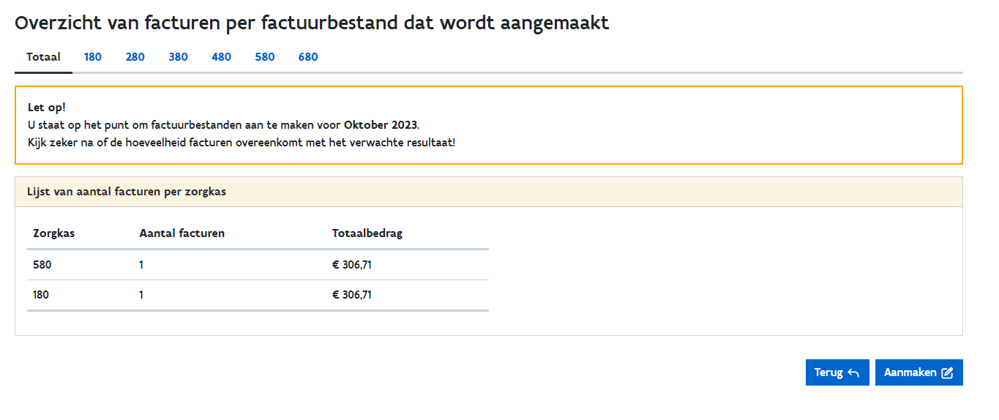 Overzicht van facturen per factuurbestand dat wordt aangemaakt
Totaal 180 280 380 480 580 680
Let op!
U staat op het punt om factuurbestanden aan te maken voor Oktober 2023.
Kijk zeker na of de hoeveelheid facturen overeenkomt met het verwachte resultaat!
Lijst van aantal facturen per zorgkas
Zorgkas Aantal facturen Totaalbedrag
580 1 € 306,71
180 1 € 306,71
Terug Aanmaken